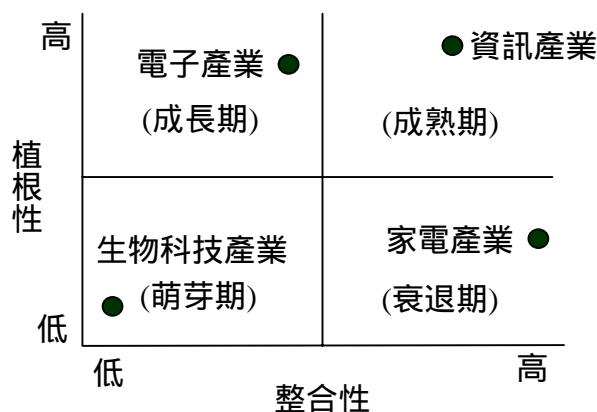 高
電子產業
資訊產業
(成長期)
(成熟期)
植根性
生物科技產業
家電產業
(萌芽期)
(衰退期)
低
低
高
整合性